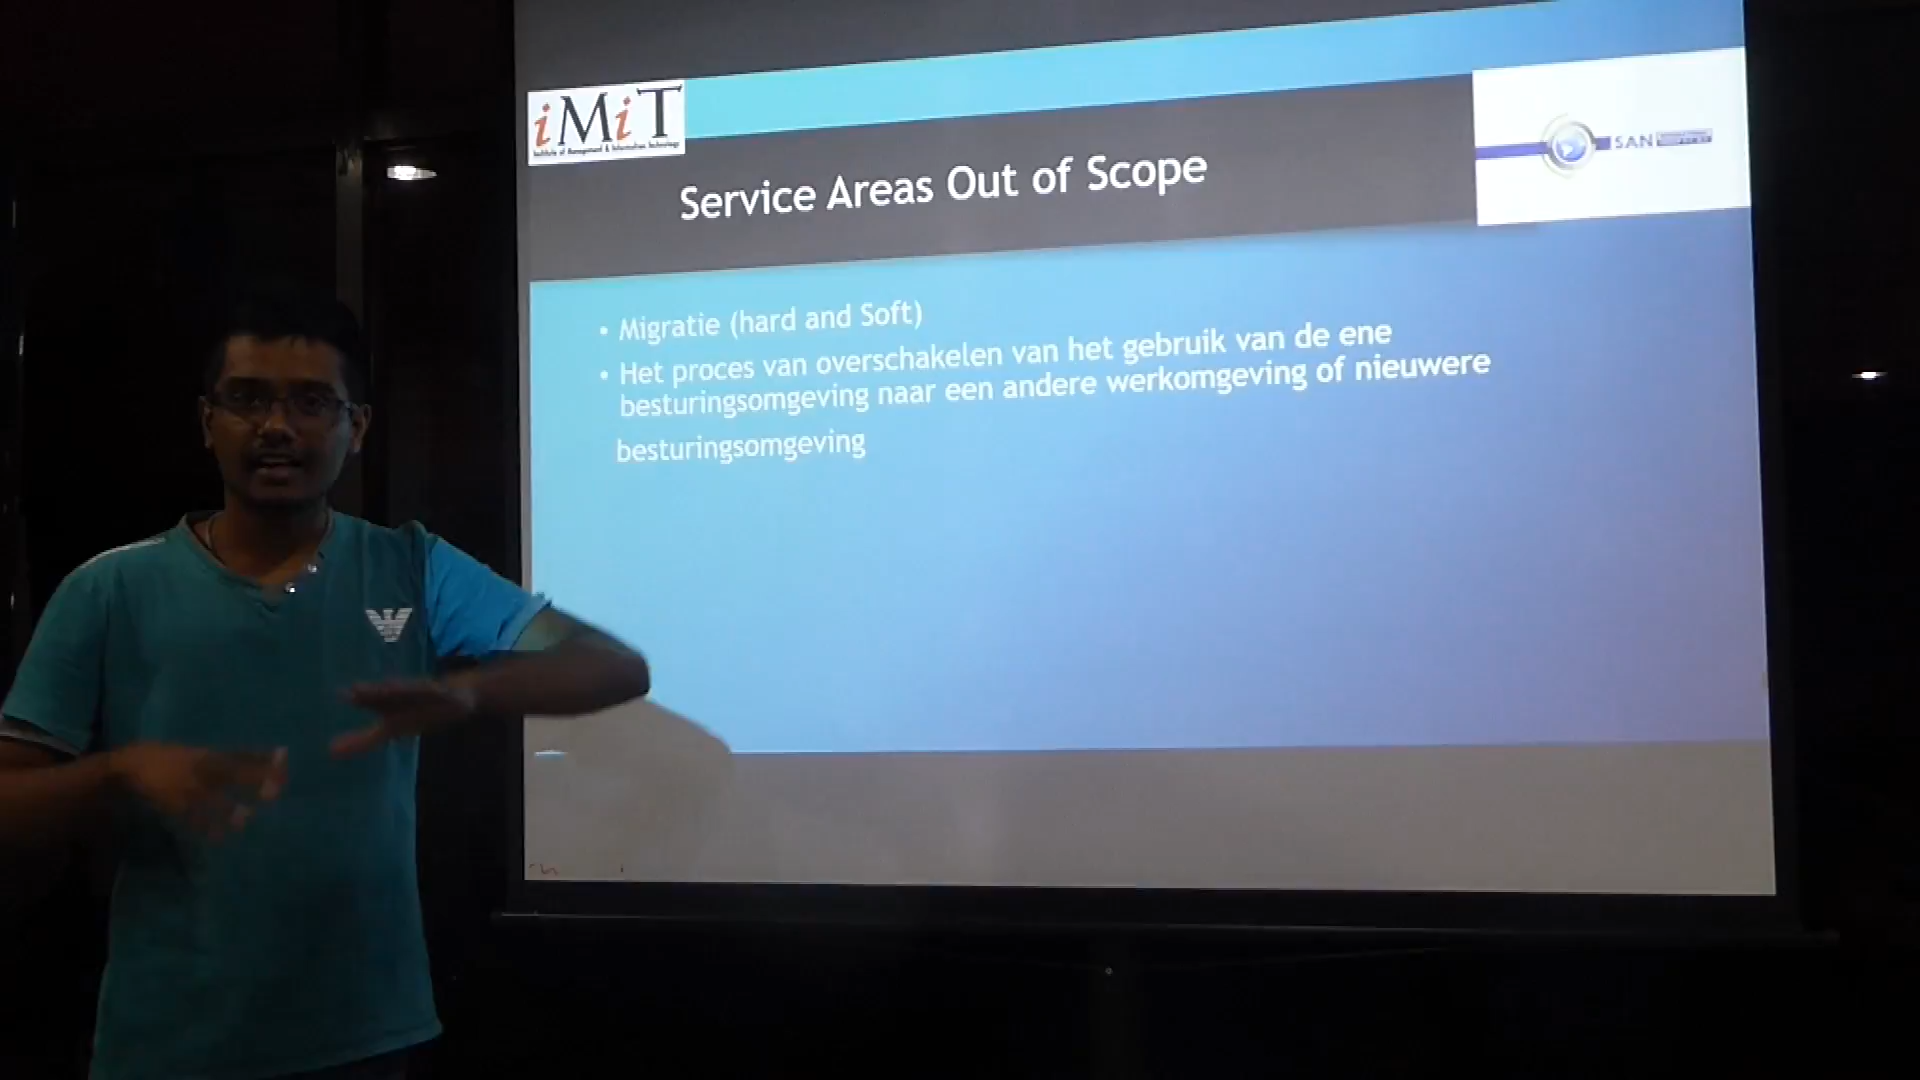 iMiT
Institute of Management & Information Technology
SAN
Service Areas Out of Scope
• Migratie (hard and Soft)
• Het proces van overschakelen van het gebruik van de ene
besturingsomgeving naar een andere werkomgeving of nieuwere
besturingsomgeving